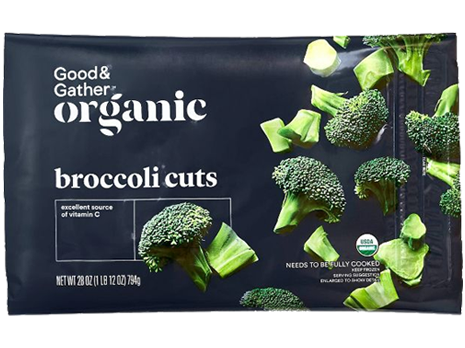 Good&
Gather
organic
broccoli cuts
excellent source
of vitamin C
NET WT 28 OZ (1 LB 12 OZ) 794g
USDA
ORGANIC
NEEDS TO BE FULLY COOKED
KEEP FROZEN
SERVING SUGGESTION
ENLARGED TO SHOW DETAIL